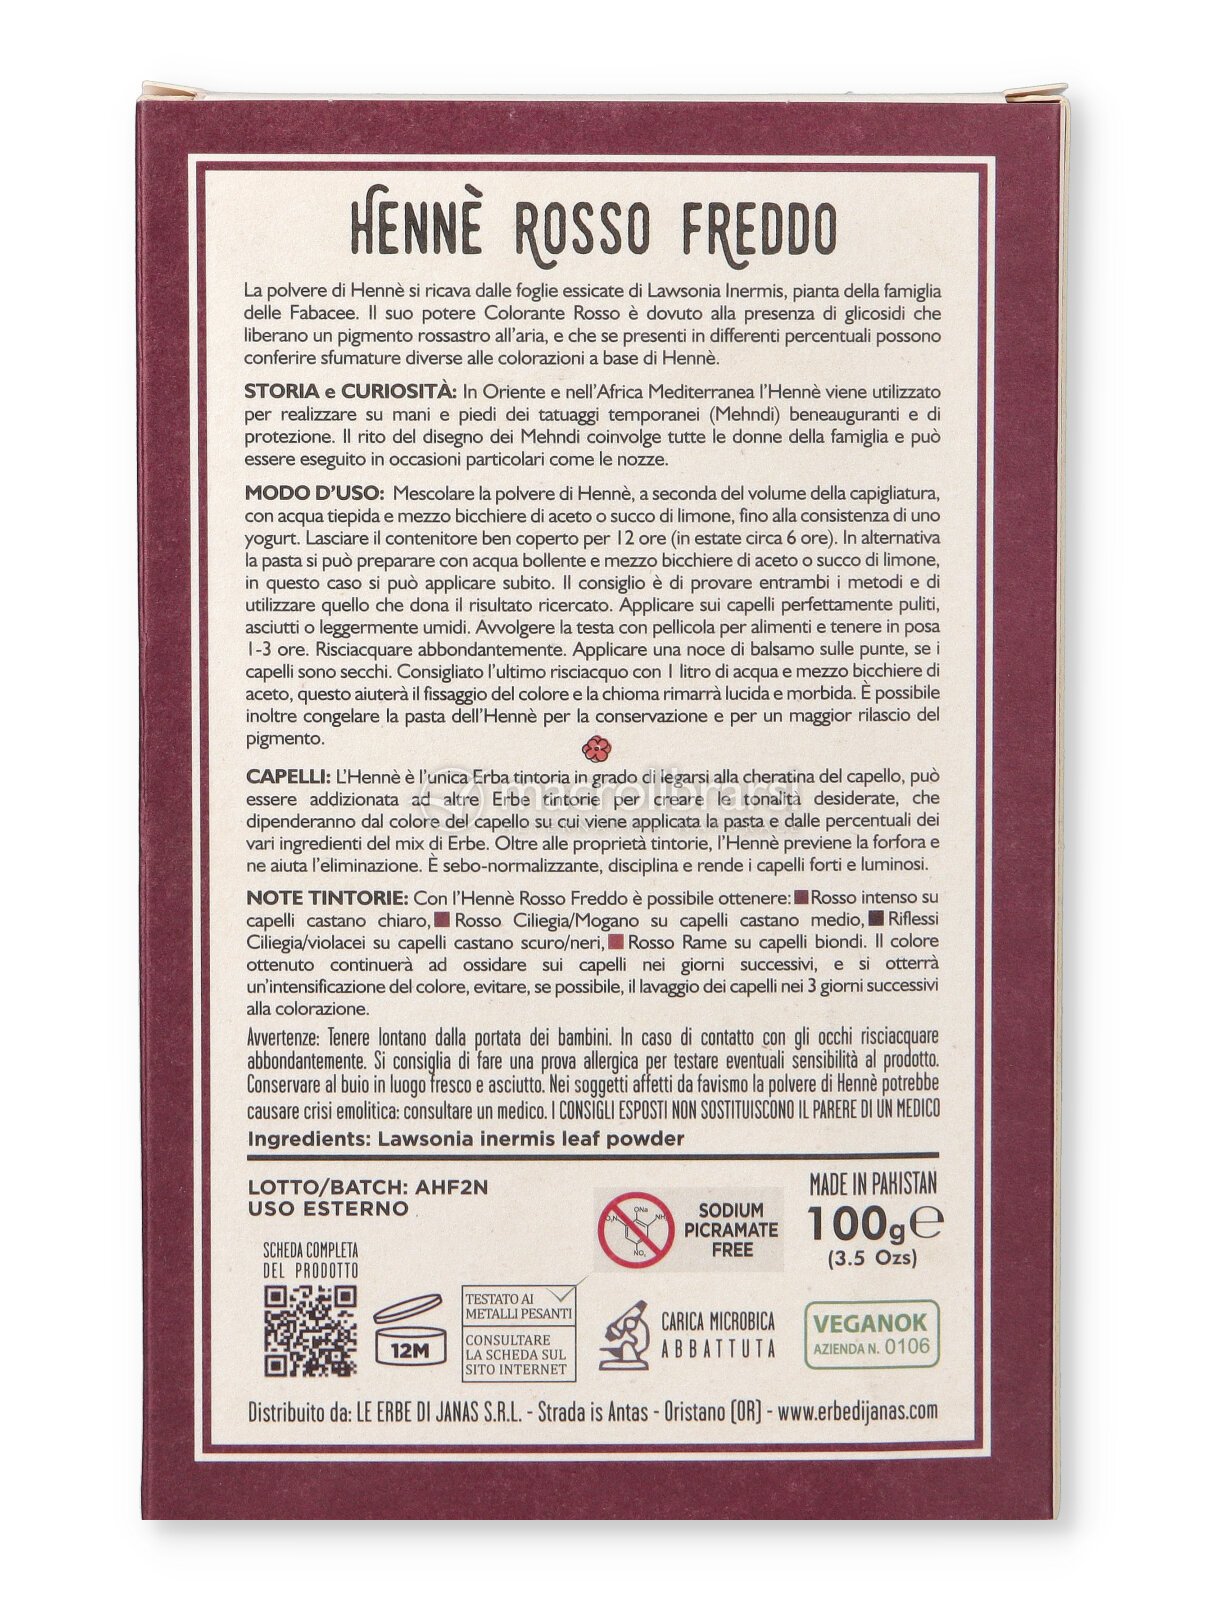 HENNÈ ROSSO FREDDO
La polvere di Hennè si ricava dalle foglie essicate di Lawsonia Inermis, pianta della famiglia
delle Fabacee. Il suo potere Colorante Rosso è dovuto alla presenza di glicosidi che
liberano un pigmento rossastro all'aria, e che se presenti in differenti percentuali possono
conferire sfumature diverse alle colorazioni a base di Hennè.
STORIA e CURIOSITÀ: In Oriente e nell'Africa Mediterranea l'Hennè viene utilizzato
per realizzare su mani e piedi dei tatuaggi temporanei (Mehndi) beneauguranti e di
protezione. Il rito del disegno dei Mehndi coinvolge tutte le donne della famiglia e può
essere eseguito in occasioni particolari come le nozze.
MODO D'USO: Mescolare la polvere di Hennè, a seconda del volume della capigliatura,
con acqua tiepida e mezzo bicchiere di aceto o succo di limone, fino alla consistenza di uno
yogurt. Lasciare il contenitore ben coperto per 12 ore (in estate circa 6 ore). In alternativa
la pasta si può preparare con acqua bollente e mezzo bicchiere di aceto o succo di limone,
in questo caso si può applicare subito. Il consiglio è di provare entrambi i metodi e di
utilizzare quello che dona il risultato ricercato. Applicare sui capelli perfettamente puliti,
asciutti o leggermente umidi. Avvolgere la testa con pellicola per alimenti e tenere in posa
1-3 ore. Risciacquare abbondantemente. Applicare una noce di balsamo sulle punte, se i
capelli sono secchi. Consigliato l'ultimo risciacquo con 1 litro di acqua e mezzo bicchiere di
aceto, questo aiuterà il fissaggio del colore e la chioma rimarrà lucida e morbida. È possibile
inoltre congelare la pasta dell'Hennè per la conservazione e per un maggior rilascio del
pigmento.
CAPELLI: L'Hennè è l'unica Erba tintoria in grado di legarsi alla cheratina del capello, può
essere addizionata ad altre Erbe tintorie per creare le tonalità desiderate, che
dipenderanno dal colore del capello su cui viene applicata la pasta e dalle percentuali dei
vari ingredienti del mix di Erbe. Oltre alle proprietà tintorie, l'Hennè previene la forfora e
ne aiuta l'eliminazione. È sebo-normalizzante, disciplina e rende i capelli forti e luminosi.
macrolibrarsi
NOTE TINTORIE: Con l'Hennè Rosso Freddo è possibile ottenere: Rosso intenso su
capelli castano chiaro, Rosso Ciliegia/Mogano su capelli castano medio, Riflessi
Ciliegia/violacei su capelli castano scuro/neri, Rosso Rame su capelli biondi. Il colore
ottenuto continuerà ad ossidare sui capelli nei giorni successivi, e si otterrà
un'intensificazione del colore, evitare, se possibile, il lavaggio dei capelli nei 3 giorni successivi
alla colorazione.
Avvertenze: Tenere lontano dalla portata dei bambini. In caso di contatto con gli occhi risciacquare
abbondantemente. Si consiglia di fare una prova allergica per testare eventuali sensibilità al prodotto.
Conservare al buio in luogo fresco e asciutto. Nei soggetti affetti da favismo la polvere di Hennè potrebbe
causare crisi emolitica: consultare un medico. I CONSIGLI ESPOSTI NON SOSTITUISCONO IL PARERE DI UN MEDICO
Ingredients: Lawsonia inermis leaf powder
LOTTO/BATCH: AHF2N
USO ESTERNO
SCHEDA COMPLETA
DEL PRODOTTO
12M
TESTATO AI
METALLI PESANTI
CONSULTARE
LA SCHEDA SUL
SITO INTERNET
ONa
O₂N
NH₂
NO₂
SODIUM
PICRAMATE
FREE
MADE IN PAKISTAN
100g℮
(3.5 Ozs)
CARICA MICROBICA
ABBATTUTA
VEGANOK
AZIENDA N. 0106
Distribuito da: LE ERBE DI JANAS S.R.L. - Strada is Antas - Oristano (OR) - www.erbedijanas.com